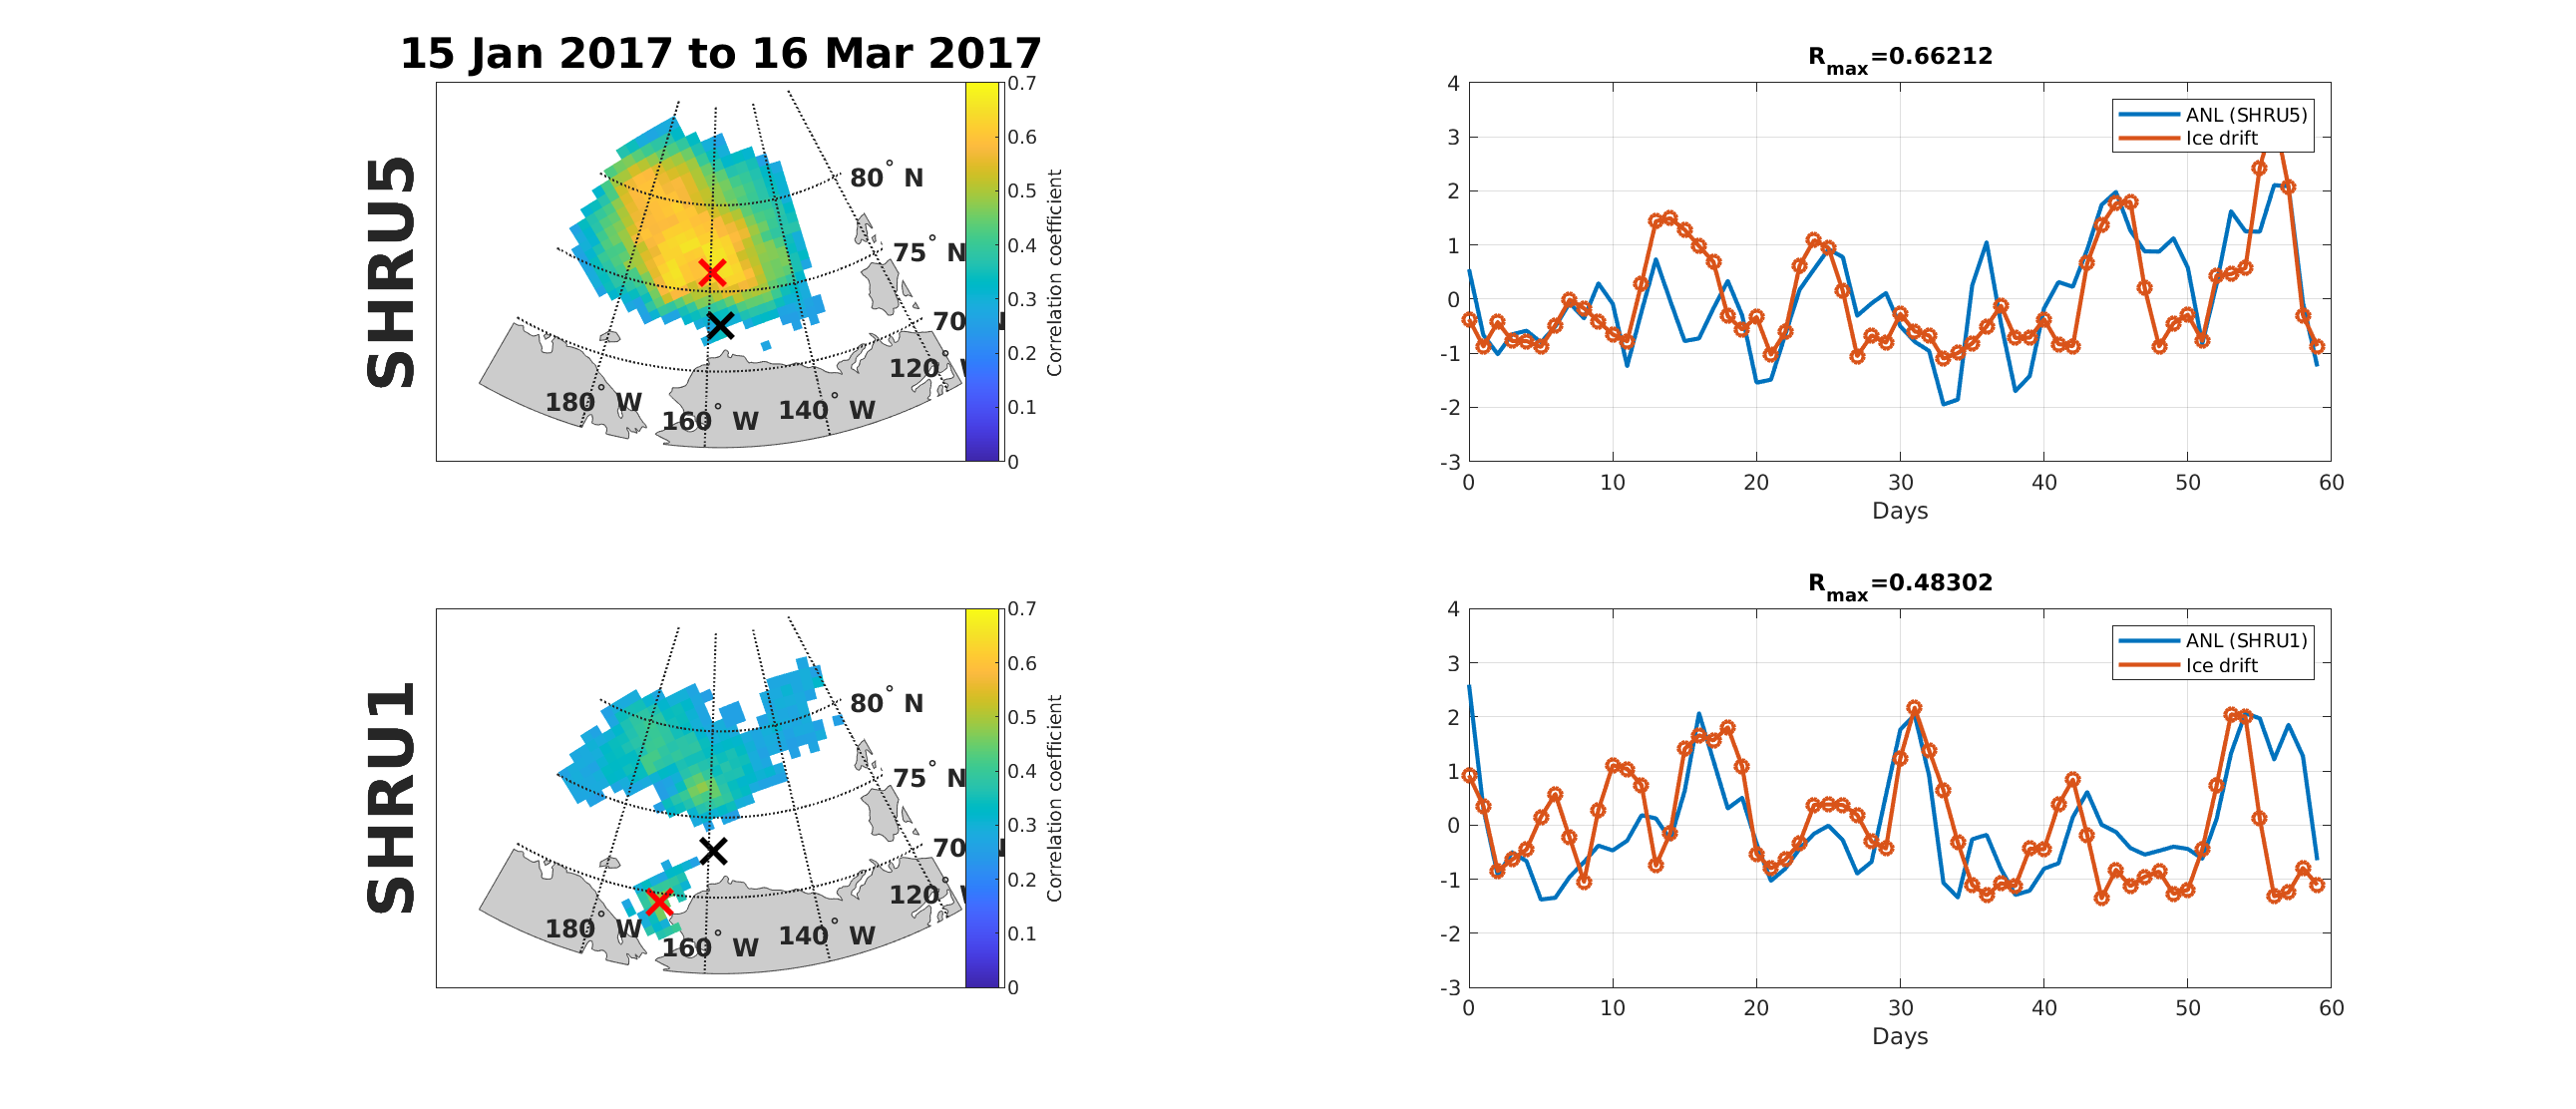 15 Jan 2017 to 16 Mar 2017
SHRU5
80° N
75° N
70
120° W
180° W
160° W
140° W
0.7
0.6
0.5
0.4
0.3
0.2
0.1
0
Correlation coefficient
Rmax=0.66212
4
3
2
1
0
-1
-2
-3
0
10
20
30
40
50
60
Days
ANL (SHRU5)
Ice drift
SHRU1
80° N
75° N
70
120° W
180° W
160° W
140° W
0.7
0.6
0.5
0.4
0.3
0.2
0.1
0
Correlation coefficient
Rmax=0.48302
4
3
2
1
0
-1
-2
-3
0
10
20
30
40
50
60
Days
ANL (SHRU1)
Ice drift